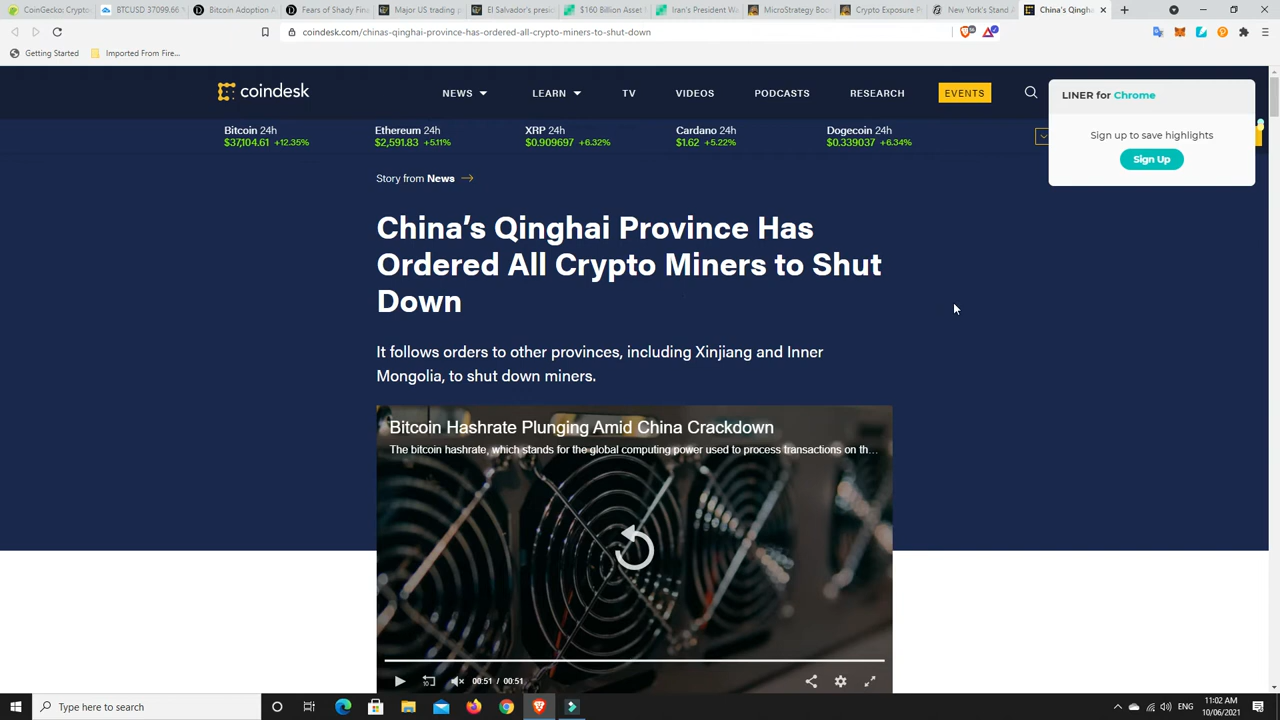 CoinGecko: Crypto
BTCUSD 37099.66
Bitcoin Adoption A
Fears of Shady Fina
Major US trading p
El Salvador's presi
$160 Billion Asset M
Iran's President Wa
MicroStrategy Boo
Crypto Exposure Fo
New York's Stand A
China's Qinghai
coindesk.com/chinas-qinghai-province-has-ordered-all-crypto-miners-to-shut-down
Getting Started
Imported From Fire...
coindesk
NEWS
LEARN
TV
VIDEOS
PODCASTS
RESEARCH
EVENTS
LINER for Chrome
Sign up to save highlights
Sign Up
Bitcoin 24h
$37,104.61 +12.35%
Ethereum 24h
$2,591.83 +5.11%
XRP 24h
$0.909697 +6.32%
Cardano 24h
$1.62 +5.22%
Dogecoin 24h
$0.339037 +6.34%
Story from News
China's Qinghai Province Has
Ordered All Crypto Miners to Shut
Down
It follows orders to other provinces, including Xinjiang and Inner
Mongolia, to shut down miners.
Bitcoin Hashrate Plunging Amid China Crackdown
The bitcoin hashrate, which stands for the global computing power used to process transactions on th...
10
00:51 / 00:51
Type here to search
ENG
11:02 AM
10/06/2021